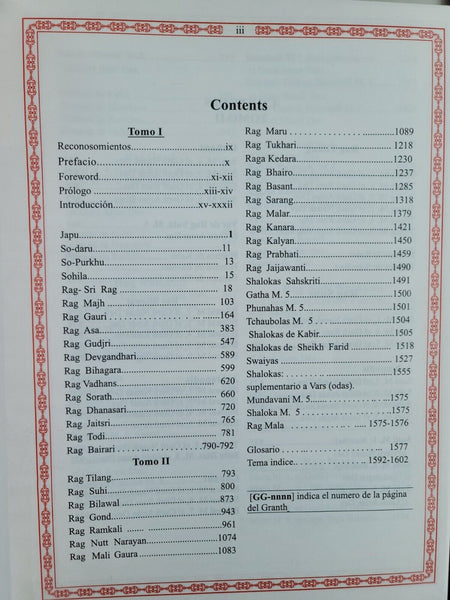 iii
Contents
Tomo I
Reconosomientos..............................ix
Prefacio.......................................x
Foreword...............................xi-xii
Prólogo ............................xiii-xiv
Introducción........................xv-xxxii
Japu............................................1
So-daru.......................................11
So-Purkhu ............................. 13
Sohila ................................ 15
Rag- Sri Rag .......................... 18
Rag Majh ............................. 103
Rag Gauri . . . . . . . . . . . ......164
Rag Asa...............................383
Rag Gudjri............................547
Rag Devgandhari.......................589
Rag Bihagara..........................599
Rag Vadhans...........................620
Rag Sorath............................660
Rag Dhanasari ....................... 720
Rag Jaitsri...........................765
Rag Todi..............................781
Rag Bairari . . . . . ............790-792
Tomo II
Rag Tilang............................793
Rag Suhi .............................800
Rag Bilawal ..........................873
Rag Gond..............................943
Rag Ramkali ...... ...................961
Rag Nutt Narayan.....................1074
Rag Mali Gaura.......................1083
Rag Maru . . . . . . . . . . . ..............1089
Rag Tukhari.......................... 1218
Raga Kedara.......................... 1230
Rag Bhairo............................1237
Rag Basant............................1285
Rag Sarang............................1318
Rag Malar.............................1379
Rag Kanara............................1421
Rag Kalyan............................1450
Rag Prabhati..........................1459
Rag Jaijawanti........................1490
Shalokas Sahskriti....................1491
Gatha M. 5............................1500
Phunahas M. 5.........................1501
Tchaubolas M. 5 . . . ................1504
Shalokas de Kabir.....................1505
Shalokas de Sheikh Farid ............ 1518
Swaiyas ............................. 1527
Shalokas:.............................1555
suplementario a Vars (odas).
Mundavani M. 5........................1575
Shaloka M. 5 .........................1575
Rag Mala . . .....................1575-1576
Glosario ............................ 1577
Tema indice......................1592-1602
[GG-nnnn] indica el numero de la página
del Granth